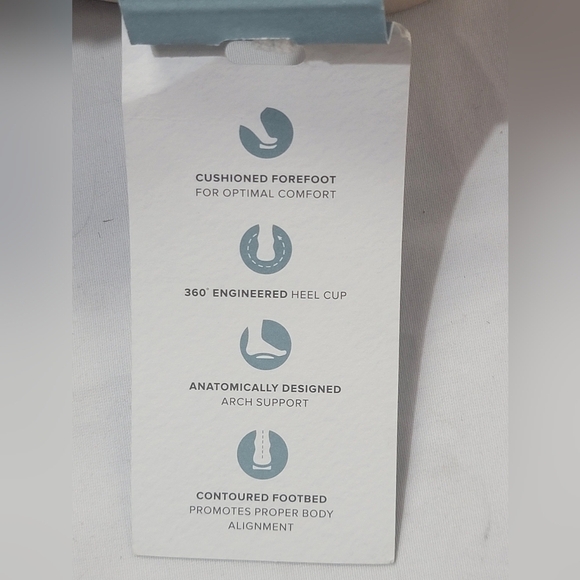 CUSHIONED FOREFOOT
FOR OPTIMAL COMFORT
360° ENGINEERED HEEL CUP
ANATOMICALLY DESIGNED
ARCH SUPPORT
CONTOURED FOOTBED
PROMOTES PROPER BODY
ALIGNMENT